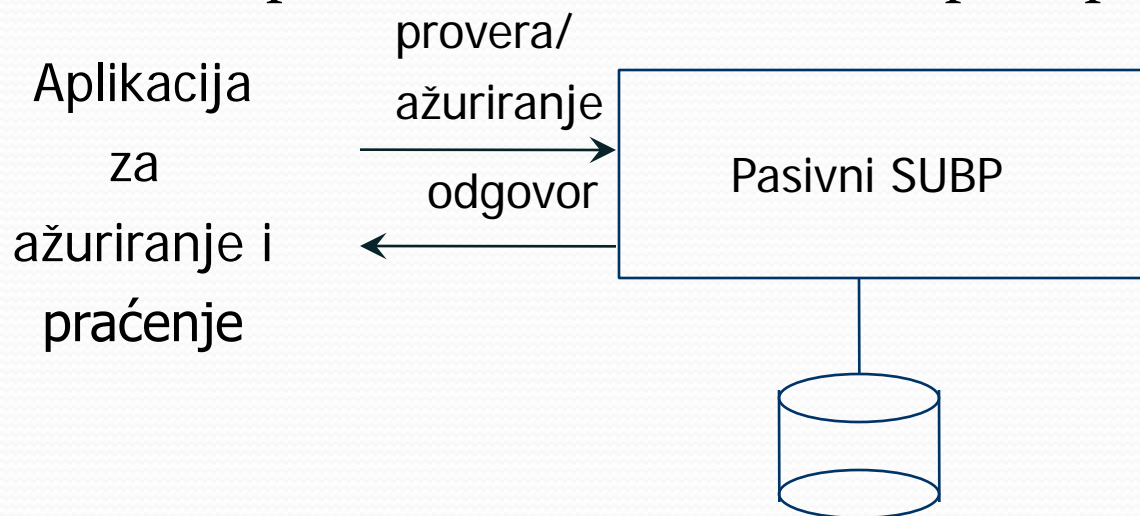 Aplikacija
za
ažuriranje i
praćenje
provera/
ažuriranje
odgovor
Pasivni SUBP